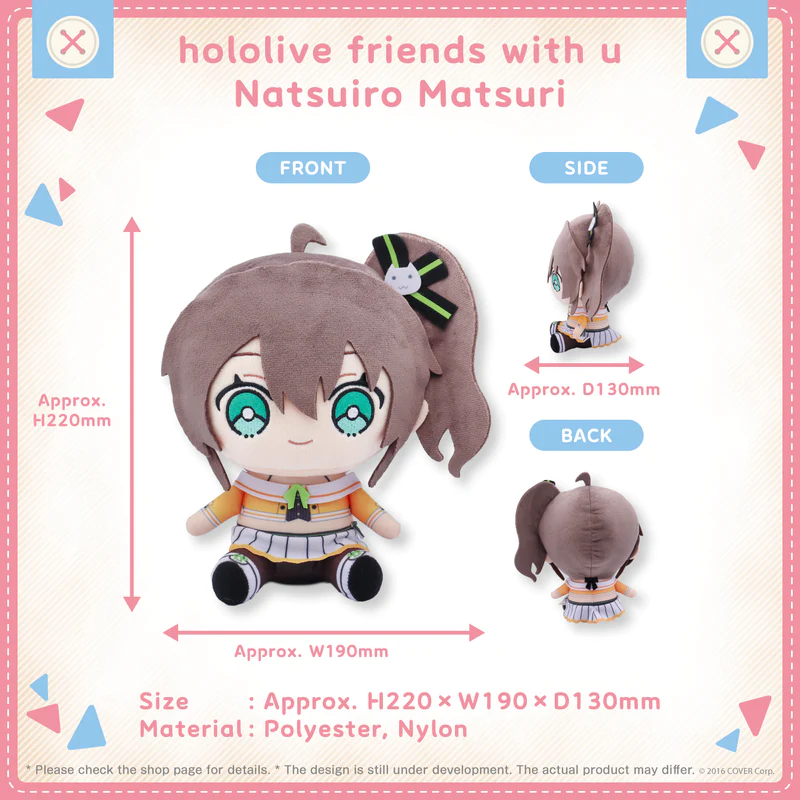 hololive friends with u
Natsuiro Matsuri
FRONT
SIDE
Approx.
H220mm
Approx. D130mm
BACK
Approx. W190mm
Size : Approx. H220×W190×D130mm
Material : Polyester, Nylon
* Please check the shop page for details. * The design is still under development. The actual product may differ. © 2016 COVER Corp.